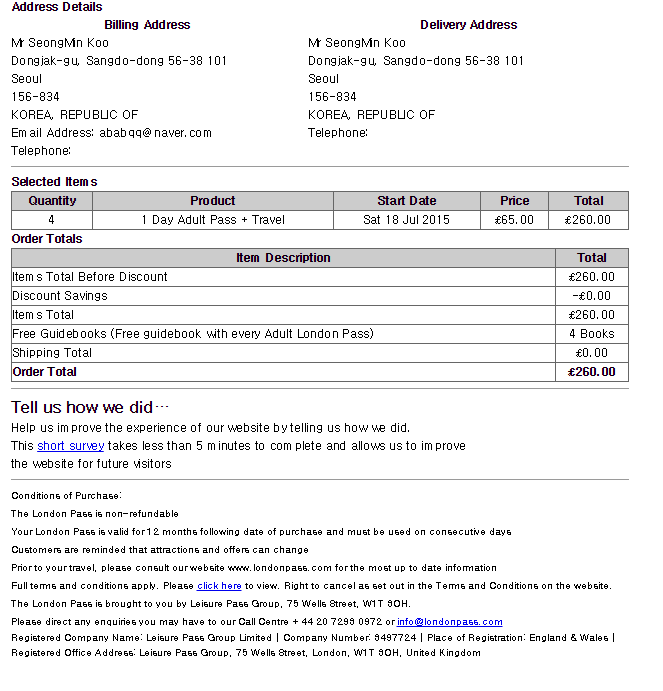 Address Details
Billing Address Delivery Address
Mr SeongMin Koo Mr SeongMin Koo
Dongjak-gu, Sangdo-dong 56-38 101 Dongjak-gu, Sangdo-dong 56-38 101
Seoul Seoul
156-834 156-834
KOREA, REPUBLIC OF KOREA, REPUBLIC OF
Email Address: ababqq@naver.com Telephone:
Telephone:
Selected Items
Quantity Product Start Date Price Total
4 1 Day Adult Pass + Travel Sat 18 Jul 2015 £65.00 £260.00
Order Totals
Item Description Total
Items Total Before Discount £260.00
Discount Savings -£0.00
Items Total £260.00
Free Guidebooks (Free guidebook with every Adult London Pass) 4 Books
Shipping Total £0.00
Order Total £260.00
Tell us how we did…
Help us improve the experience of our website by telling us how we did.
This short survey takes less than 5 minutes to complete and allows us to improve
the website for future visitors
Conditions of Purchase:
The London Pass is non-refundable
Your London Pass is valid for 12 months following date of purchase and must be used on consecutive days
Customers are reminded that attractions and offers can change
Prior to your travel, please consult our website www.londonpass.com for the most up to date information
Full terms and conditions apply. Please click here to view. Right to cancel as set out in the Terms and Conditions on the website.
The London Pass is brought to you by Leisure Pass Group, 75 Wells Street, W1T 9QH.
Please direct any enquiries you may have to our Call Centre + 44 20 7293 0972 or info@londonpass.com
Registered Company Name: Leisure Pass Group Limited | Company Number: 9497724 | Place of Registration: England & Wales |
Registered Office Address: Leisure Pass Group, 75 Wells Street, London, W1T 9QH, United Kingdom